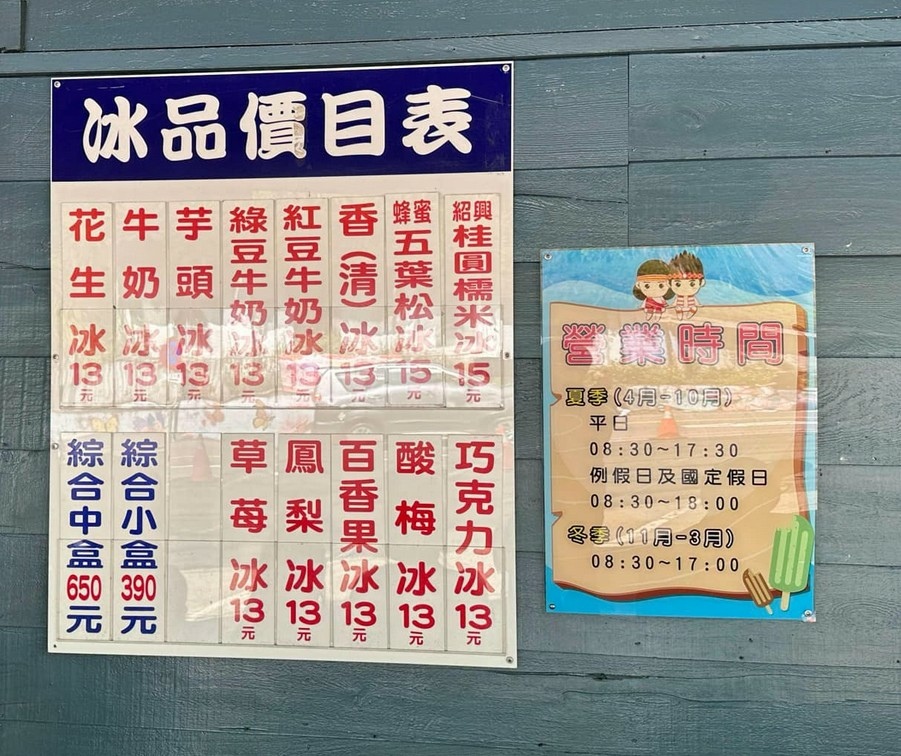 冰品價目表
紹興桂圓糯米冰15元
蜂蜜五葉松冰15元
香(清)冰13元
紅豆牛奶冰13元
綠豆牛奶冰13元
芋頭冰13元
牛奶冰13元
花生冰13元
巧克力冰13元
酸梅冰13元
百香果冰13元
鳳梨冰13元
草莓冰13元
綜合小盒390元
綜合中盒650元
營業時間
夏季(4月-10月)
平日
08:30~17:30
例假日及國定假日
08:30~18:00
冬季(11月-3月)
08:30~17:00